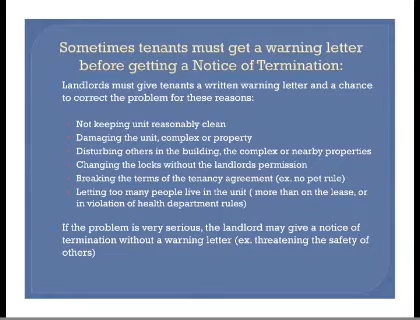 Sometimes tenants must get a warning letter
before getting a Notice of Termination:
Landlords must give tenants a written warning letter and a chance
to correct the problem for these reasons:
Not keeping unit reasonably clean
Damaging the unit, complex or property
Disturbing others in the building, the complex or nearby properties
Changing the locks without the landlords permission
Breaking the terms of the tenancy agreement (ex. no pet rule)
Letting too many people live in the unit ( more than on the lease, or
in violation of health department rules)
If the problem is very serious, the landlord may give a notice of
termination without a warning letter (ex. threatening the safety of
others)